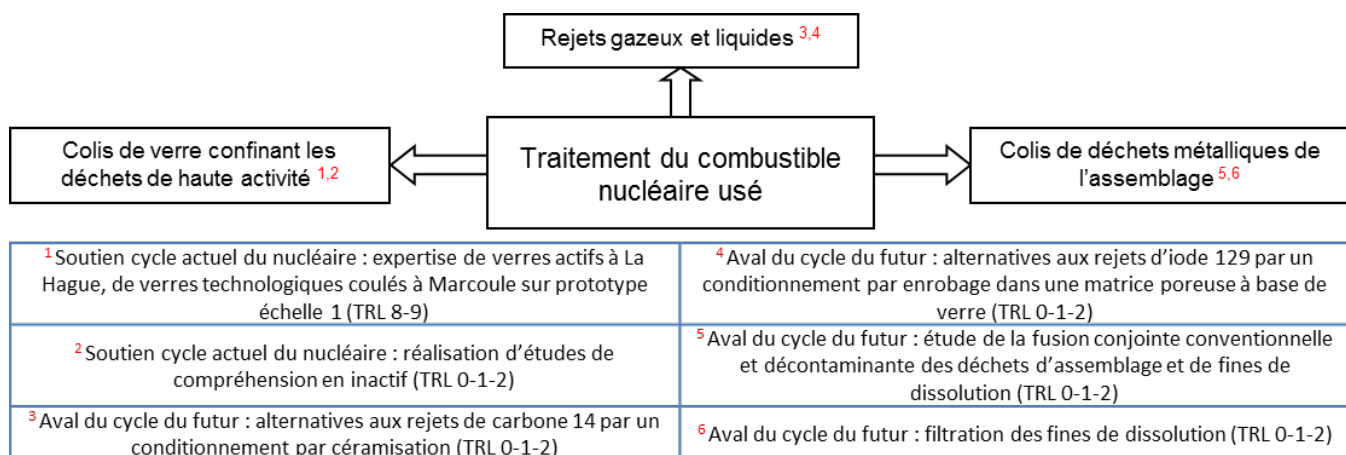 Rejets gazeux et liquides 3,4
Colis de verre confinant les
déchets de haute activité 1,2
Traitement du combustible
nucléaire usé
Colis de déchets métalliques de
l'assemblage 5,6
1 Soutien cycle actuel du nucléaire : expertise de verres actifs à La
Hague, de verres technologiques coulés à Marcoule sur prototype
échelle 1 (TRL 8-9)
4 Aval du cycle du futur : alternatives aux rejets d'iode 129 par un
conditionnement par enrobage dans une matrice poreuse à base de
verre (TRL 0-1-2)
2 Soutien cycle actuel du nucléaire : réalisation d'études de
compréhension en inactif (TRL 0-1-2)
5 Aval du cycle du futur : étude de la fusion conjointe conventionnelle
et décontaminante des déchets d'assemblage et de fines de
dissolution (TRL 0-1-2)
3 Aval du cycle du futur : alternatives aux rejets de carbone 14 par un
conditionnement par céramisation (TRL 0-1-2)
6 Aval du cycle du futur : filtration des fines de dissolution (TRL 0-1-2)